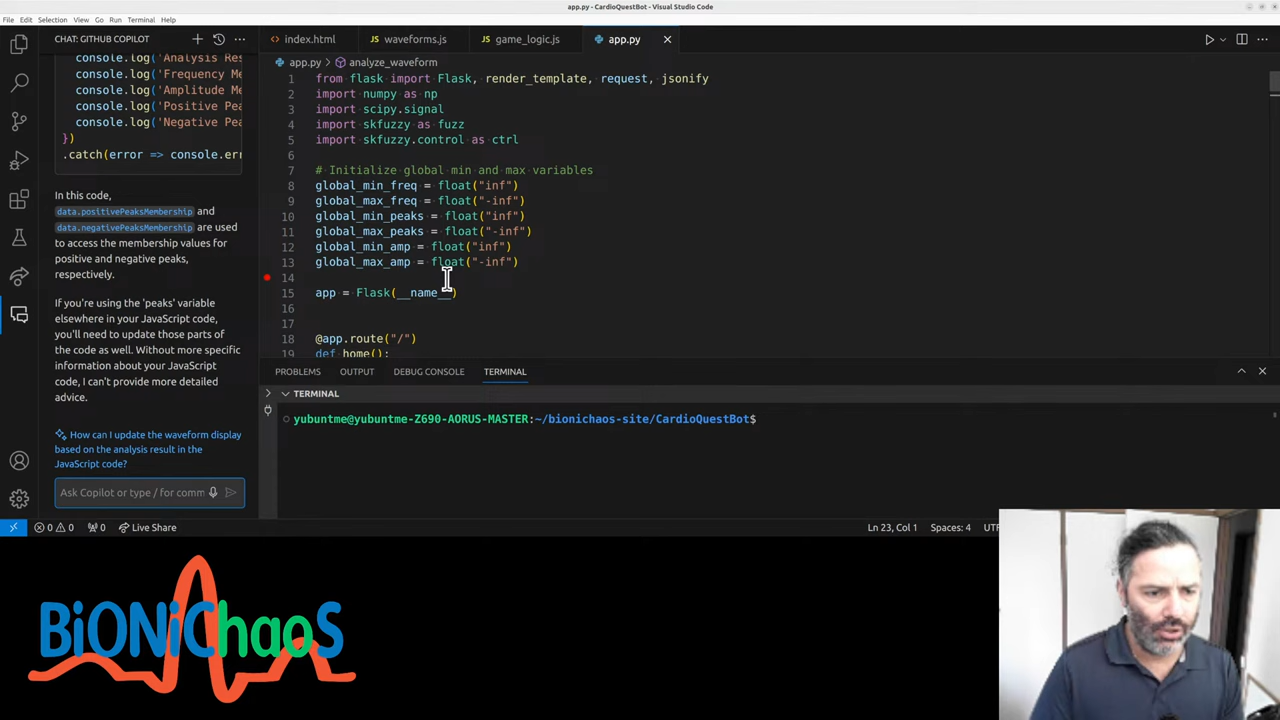 app.py - CardioQuestBot - Visual Studio Code
File Edit Selection View Go Run Terminal Help
CHAT: GITHUB COPILOT
index.html waveforms.js game_logic.js app.py
app.py > analyze_waveform
console.log('Analysis Res
console.log('Frequency Me
console.log('Amplitude Me
console.log('Positive Pea
console.log('Negative Pea
})
.catch(error => console.err
In this code,
data.positivePeaksMembership and
data.negativePeaksMembership are used
to access the membership values for
positive and negative peaks,
respectively.
If you're using the 'peaks' variable
elsewhere in your JavaScript code,
you'll need to update those parts of
the code as well. Without more specific
information about your JavaScript
code, I can't provide more detailed
advice.
How can I update the waveform display
based on the analysis result in the
JavaScript code?
Ask Copilot or type / for comm
1 from flask import Flask, render_template, request, jsonify
2 import numpy as np
3 import scipy.signal
4 import skfuzzy as fuzz
5 import skfuzzy.control as ctrl
6
7 # Initialize global min and max variables
8 global_min_freq = float("inf")
9 global_max_freq = float("-inf")
10 global_min_peaks = float("inf")
11 global_max_peaks = float("-inf")
12 global_min_amp = float("inf")
13 global_max_amp = float("-inf")
14
15 app = Flask(__name__)
16
17
18 @app.route("/")
19 def home():
PROBLEMS OUTPUT DEBUG CONSOLE TERMINAL
TERMINAL
yubuntme@yubuntme-Z690-AORUS-MASTER:~/bionichaos-site/CardioQuestBot$
0 0 0 Live Share Ln 23, Col 1 Spaces: 4 UTF
BiONiChaoS